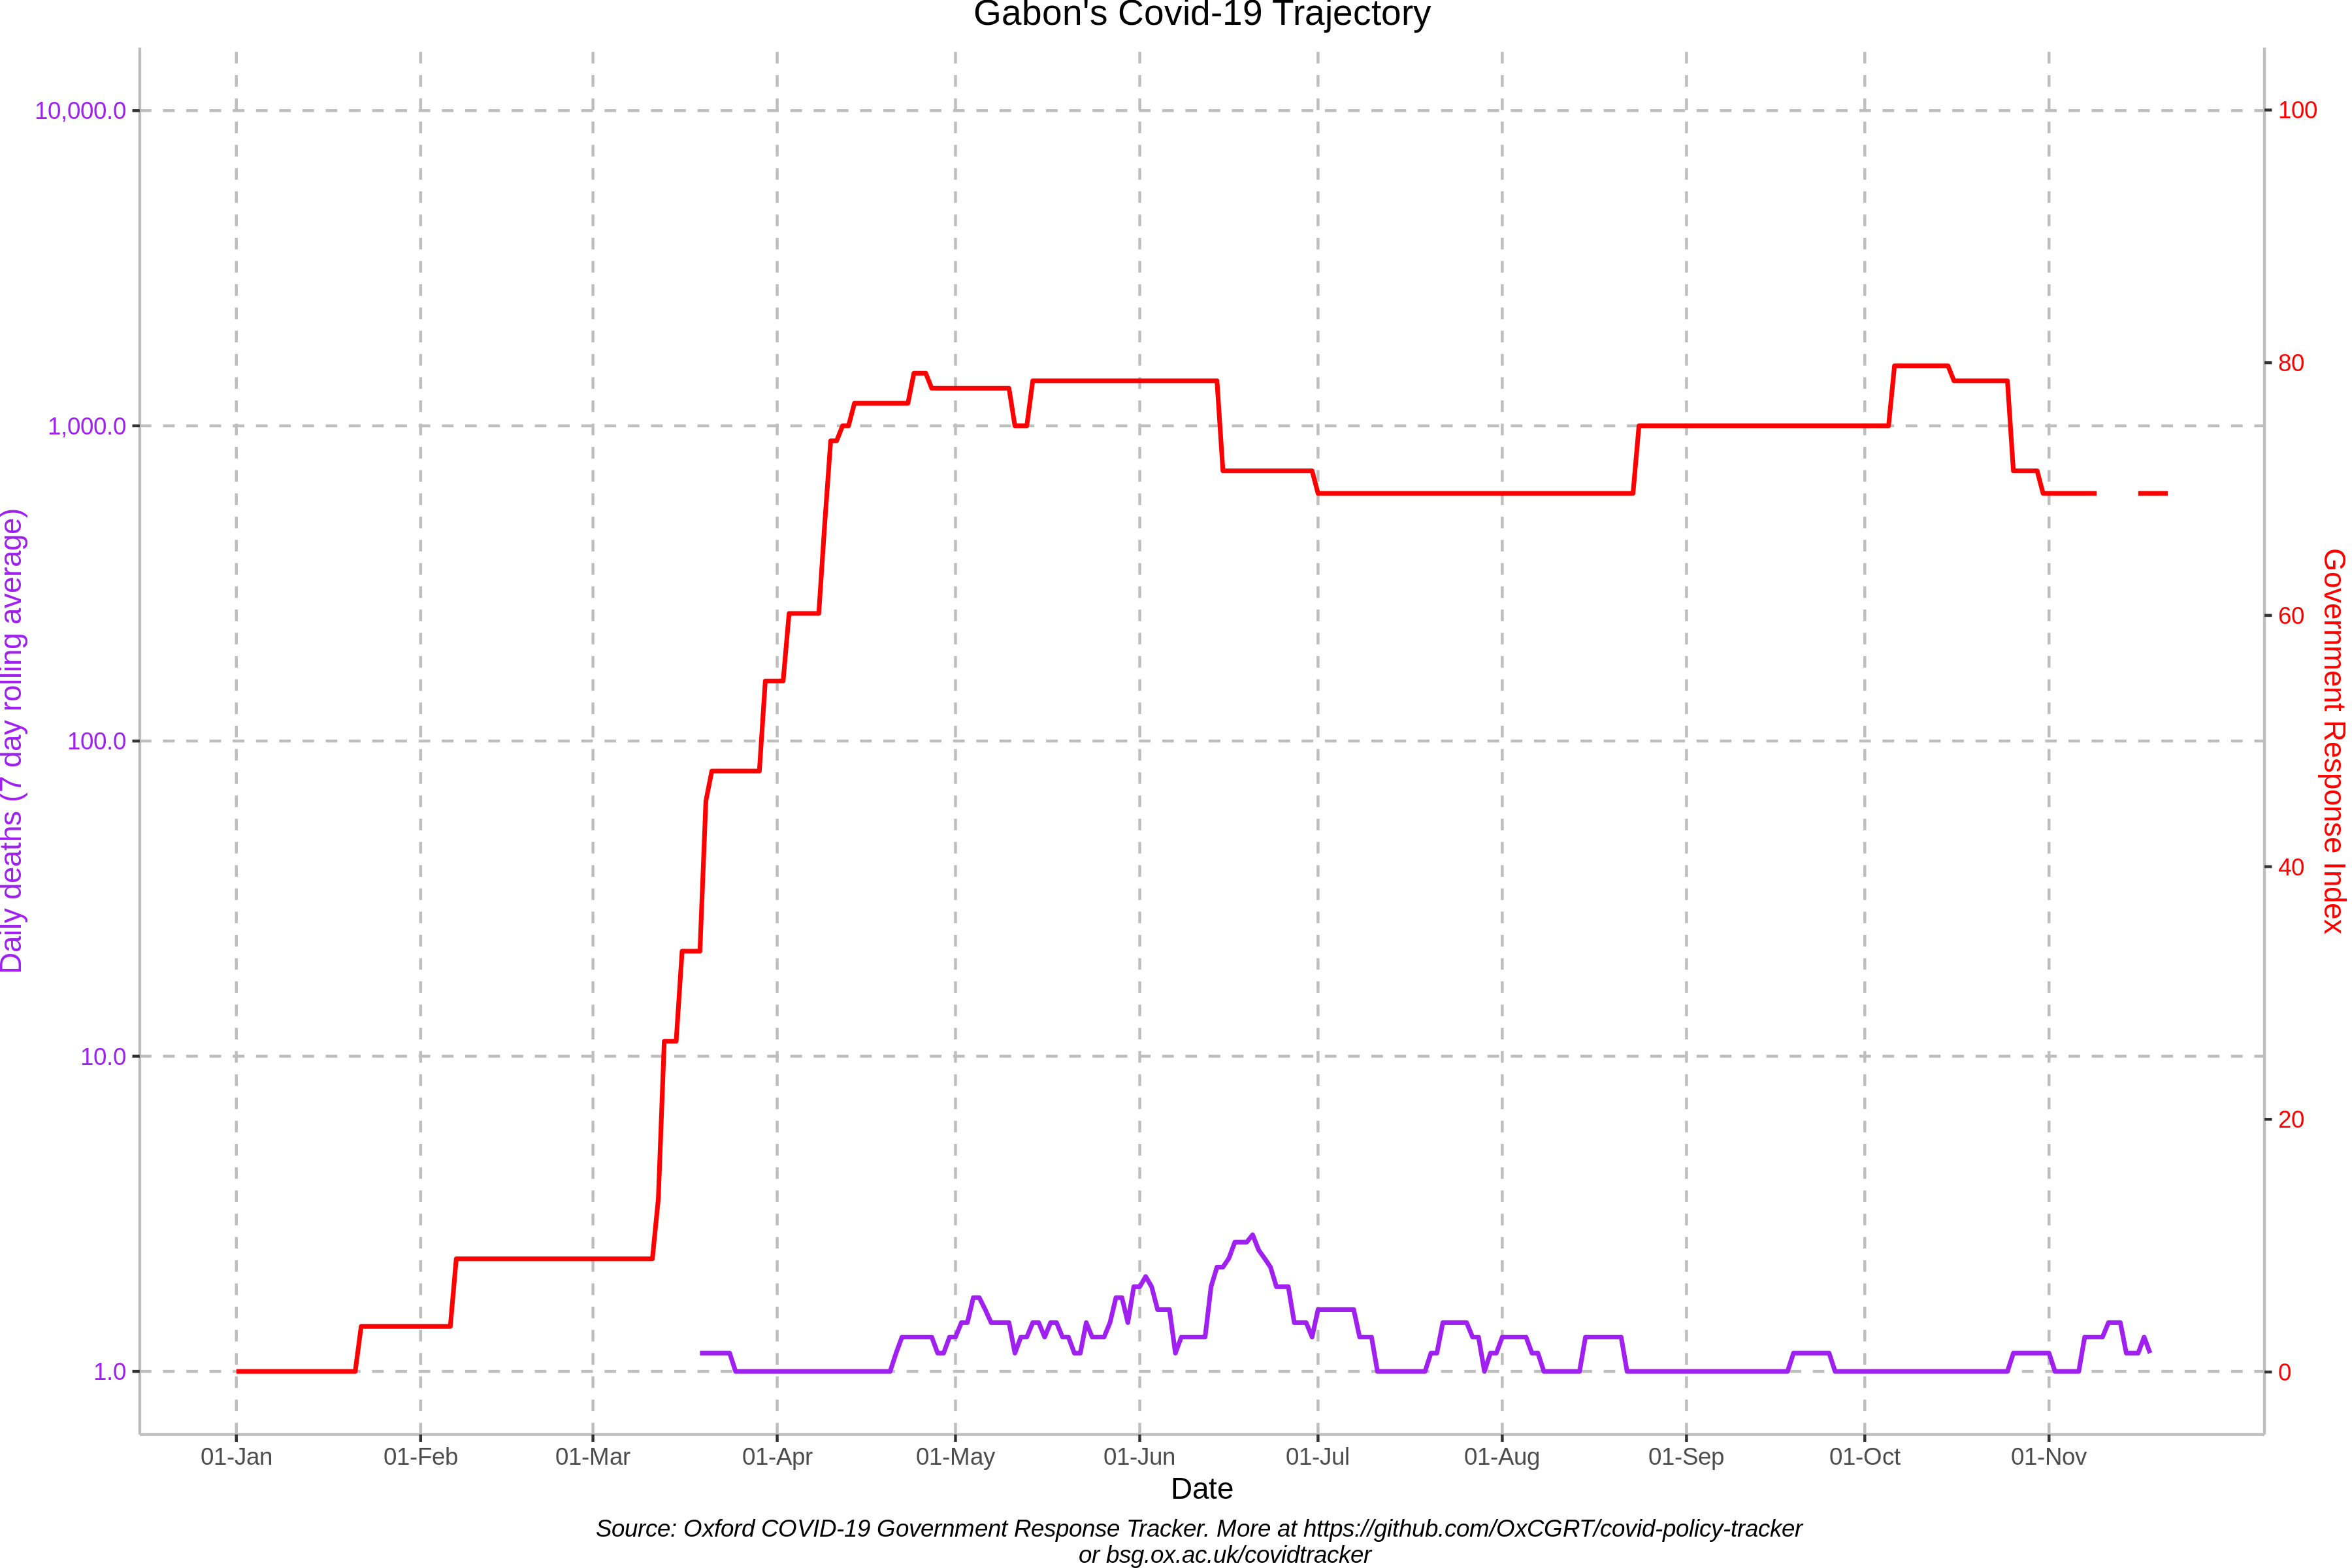 Gabon's Covid-19 Trajectory
10,000.0
1,000.0
100.0
10.0
1.0
Daily deaths (7 day rolling average)
100
80
60
40
20
0
Government Response Index
01-Jan
01-Feb
01-Mar
01-Apr
01-May
01-Jun
01-Jul
01-Aug
01-Sep
01-Oct
01-Nov
Date
Source: Oxford COVID-19 Government Response Tracker. More at https://github.com/OxCGRT/covid-policy-tracker
or bsg.ox.ac.uk/covidtracker